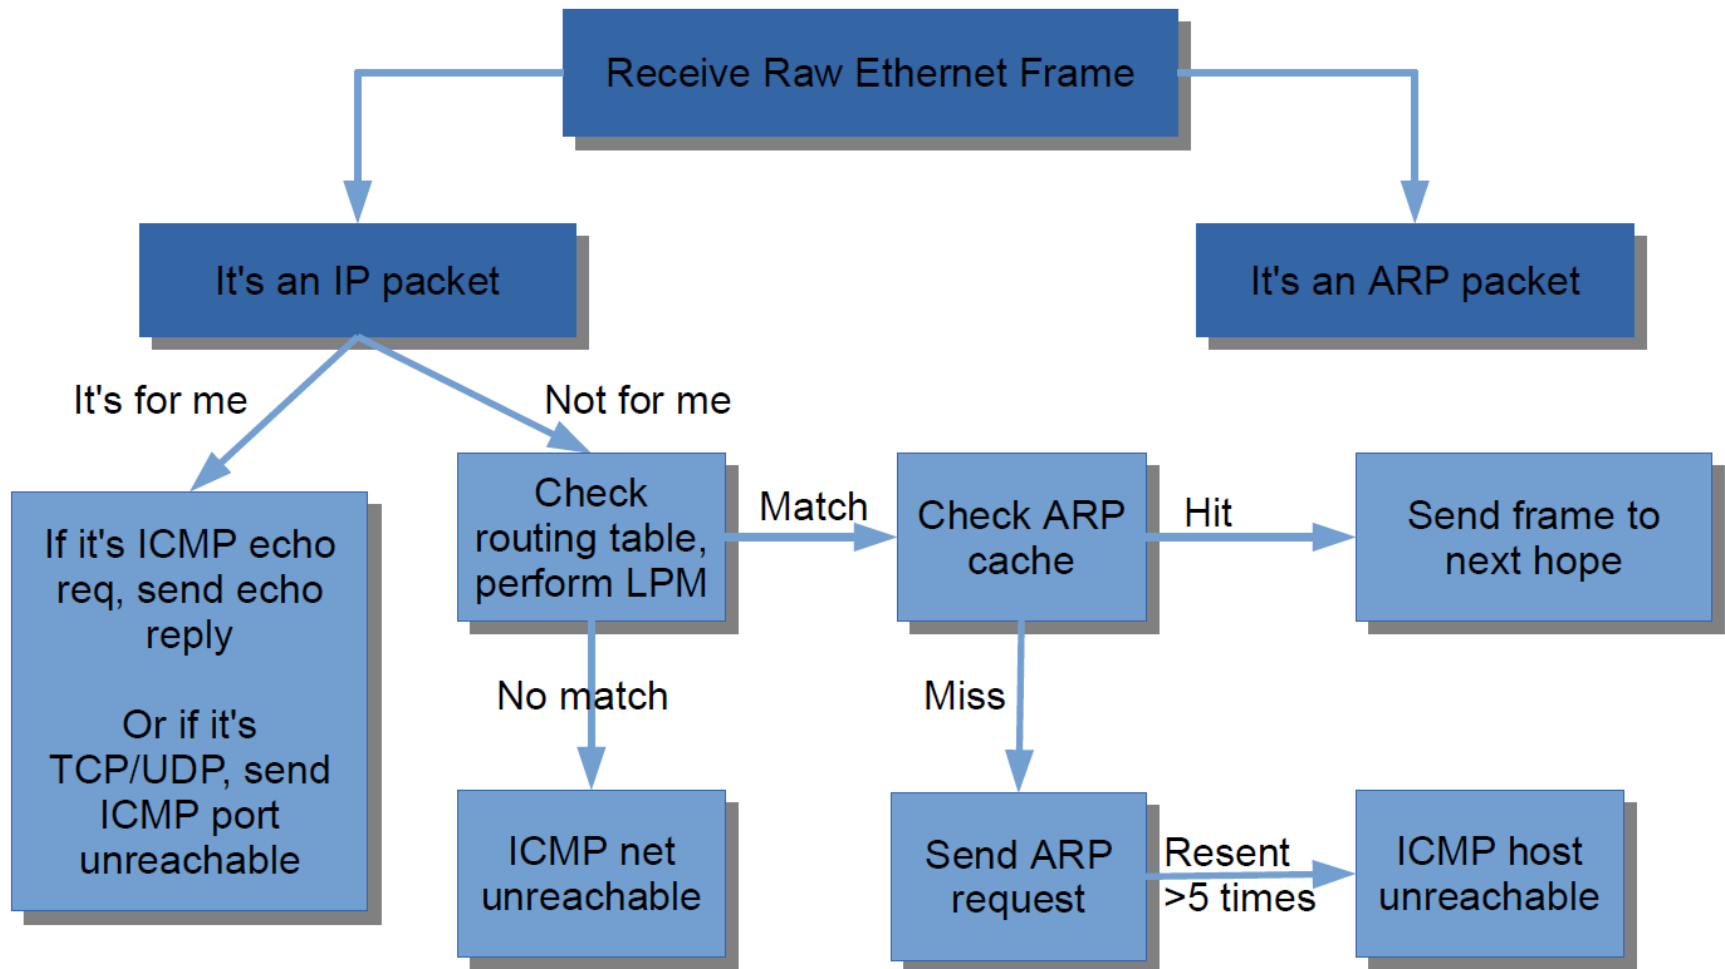 Receive Raw Ethernet Frame
It's an IP packet
It's an ARP packet
It's for me
Not for me
If it's ICMP echo
req, send echo
reply
Or if it's
TCP/UDP, send
ICMP port
unreachable
Check
routing table,
perform LPM
Match
Check ARP
cache
Hit
Send frame to
next hope
No match
Miss
ICMP net
unreachable
Send ARP
request
Resent
>5 times
ICMP host
unreachable